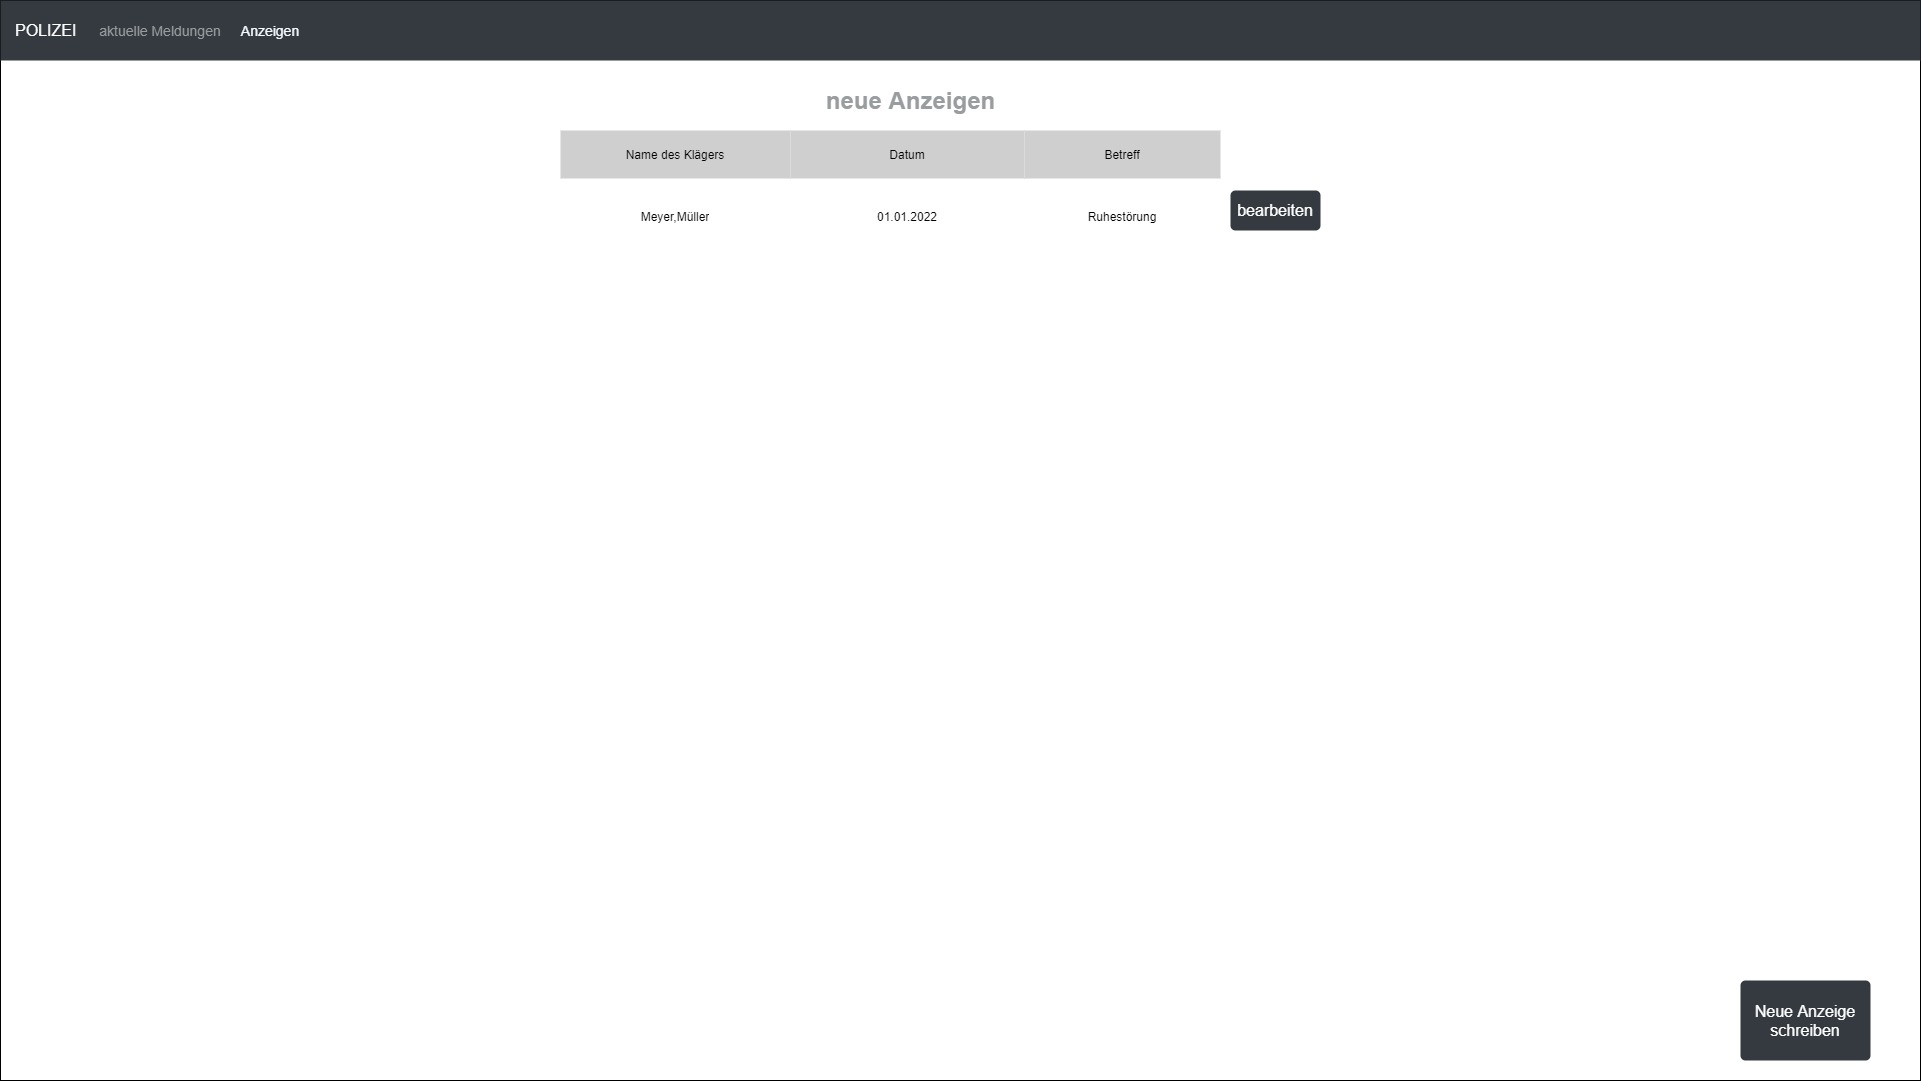 POLIZEI aktuelle Meldungen Anzeigen
neue Anzeigen
Name des Klägers Datum Betreff
Meyer,Müller 01.01.2022 Ruhestörung bearbeiten
Neue Anzeige
schreiben